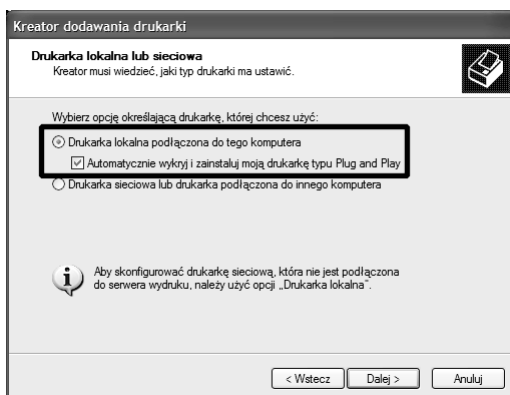 Kreator dodawania drukarki
Drukarka lokalna lub sieciowa
Kreator musi wiedzieć, jaki typ drukarki ma ustawić.
Wybierz opcję określającą drukarkę, której chcesz użyć:
Drukarka lokalna podłączona do tego komputera
Automatycznie wykryj i zainstaluj moją drukarkę typu Plug and Play
Drukarka sieciowa lub drukarka podłączona do innego komputera
Aby skonfigurować drukarkę sieciową, która nie jest podłączona
do serwera wydruku, należy użyć opcji „Drukarka lokalna”.
< Wstecz Dalej > Anuluj